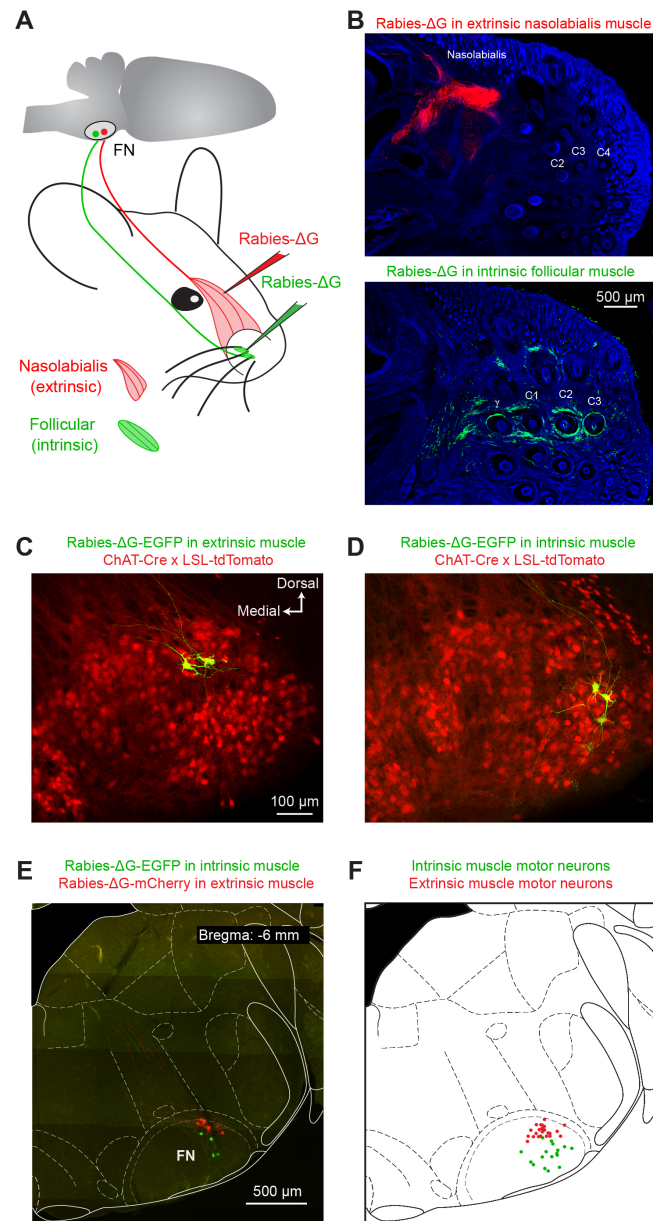 A
FN
Rabies-ΔG
Rabies-ΔG
Nasolabialis
(extrinsic)
Follicular
(intrinsic)
B
Rabies-ΔG in extrinsic nasolabialis muscle
Nasolabialis
C2
C3
C4
Rabies-ΔG in intrinsic follicular muscle
500 µm
γ
C1
C2
C3
C
Rabies-ΔG-EGFP in extrinsic muscle
ChAT-Cre x LSL-tdTomato
Dorsal
Medial
100 µm
D
Rabies-ΔG-EGFP in intrinsic muscle
ChAT-Cre x LSL-tdTomato
E
Rabies-ΔG-EGFP in intrinsic muscle
Rabies-ΔG-mCherry in extrinsic muscle
Bregma: -6 mm
FN
500 µm
F
Intrinsic muscle motor neurons
Extrinsic muscle motor neurons